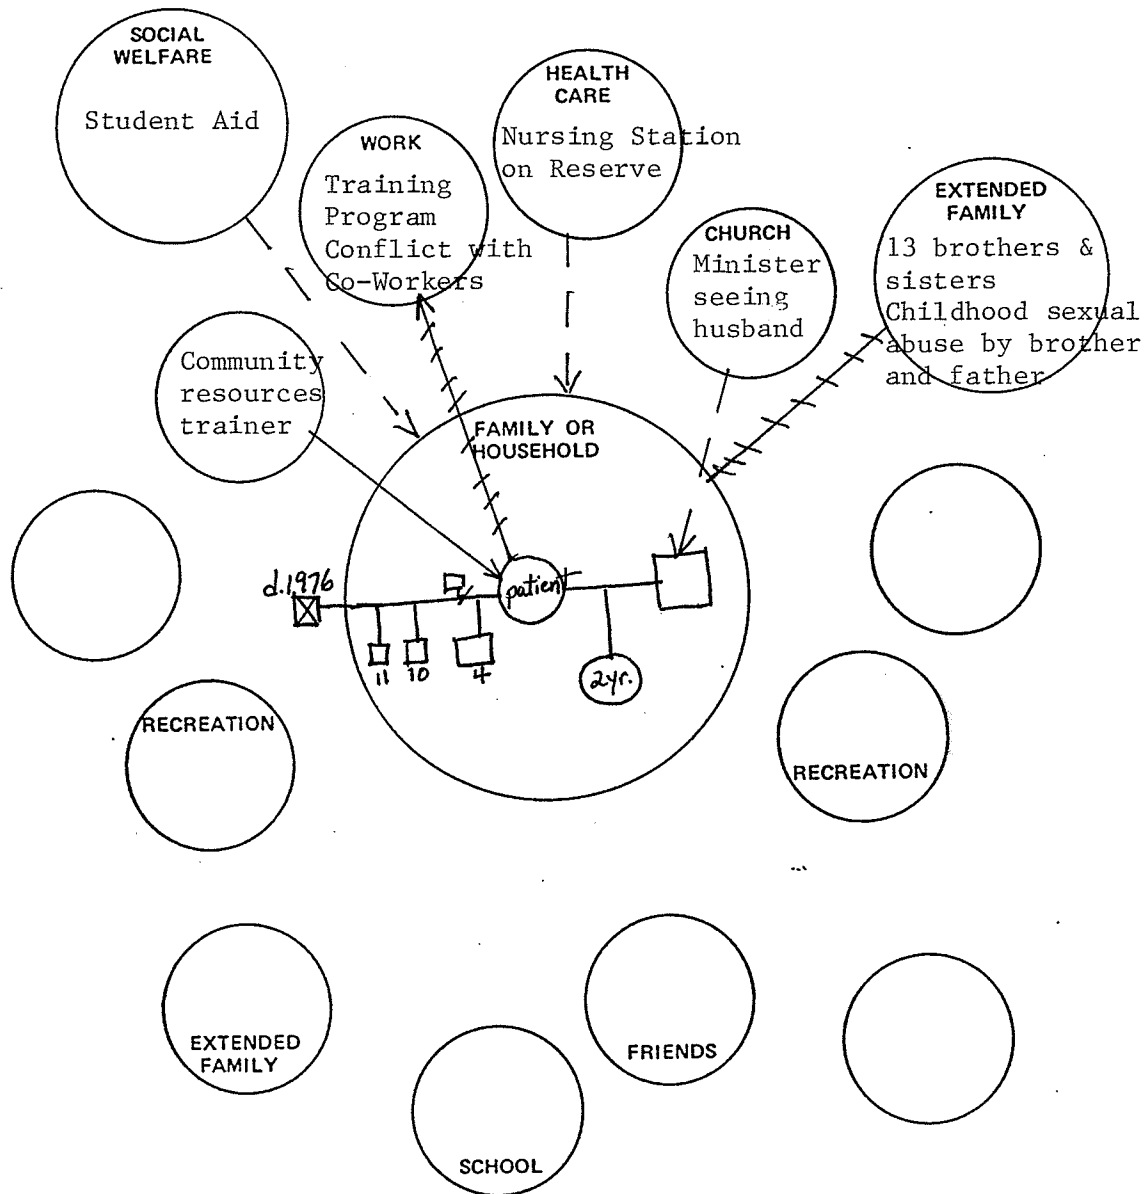 SOCIAL
WELFARE
Student Aid
WORK
Training
Program
Conflict with
Co-Workers
HEALTH
CARE
Nursing Station
on Reserve
CHURCH
Minister
seeing
husband
EXTENDED
FAMILY
13 brothers &
sisters
Childhood sexual
abuse by brother
and father
Community
resources
trainer
FAMILY OR
HOUSEHOLD
d.1976
patient
11 10 4
2yr.
RECREATION
RECREATION
EXTENDED
FAMILY
SCHOOL
FRIENDS